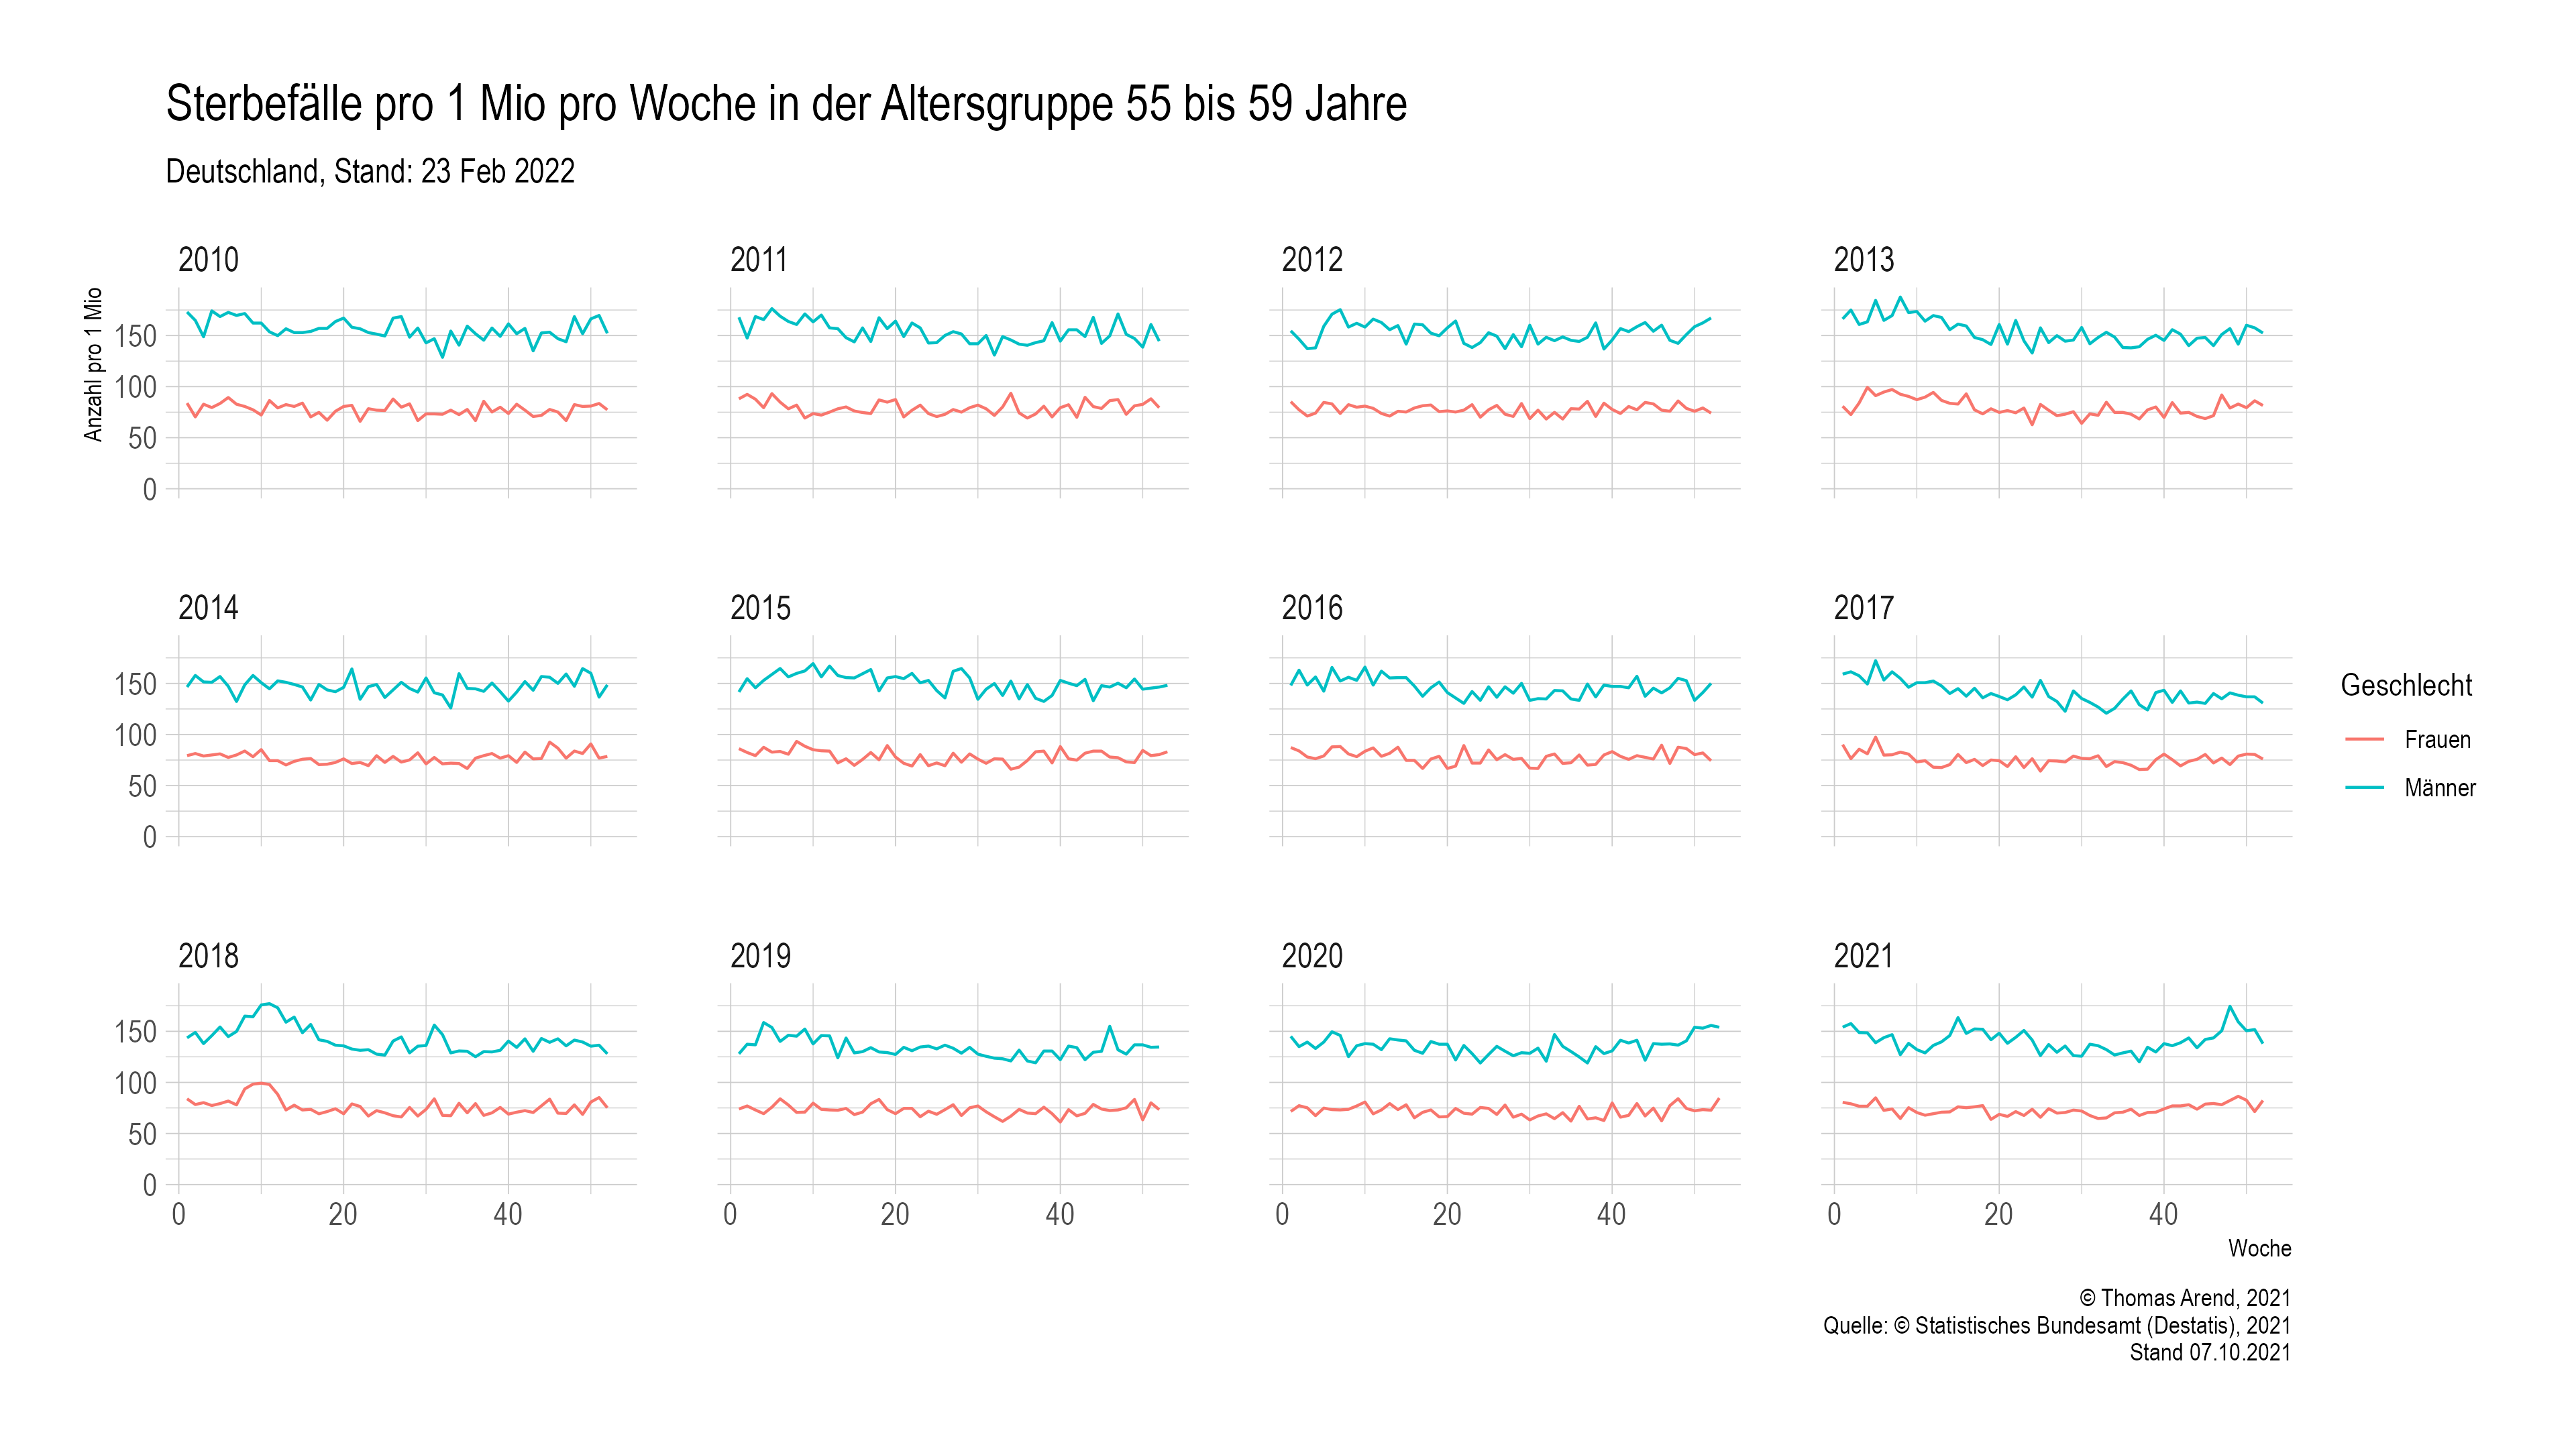 Sterbefälle pro 1 Mio pro Woche in der Altersgruppe 55 bis 59 Jahre
Deutschland, Stand: 23 Feb 2022
2010
2011
2012
2013
Anzahl pro 1 Mio
150
100
50
0
2014
2015
2016
2017
150
100
50
0
Geschlecht
Frauen
Männer
2018
2019
2020
2021
150
100
50
0
0 20 40
0 20 40
0 20 40
0 20 40
Woche
© Thomas Arend, 2021
Quelle: © Statistisches Bundesamt (Destatis), 2021
Stand 07.10.2021